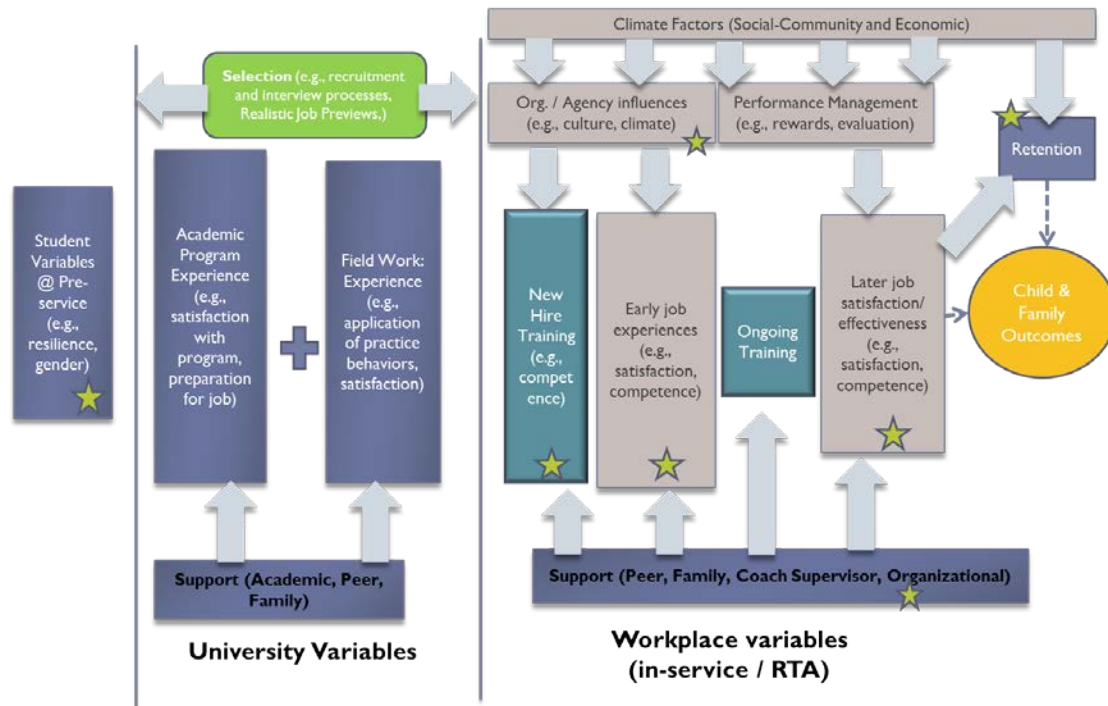 Climate Factors (Social-Community and Economic)
Selection (e.g., recruitment
and interview processes,
Realistic Job Previews,)
Org. / Agency influences
(e.g., culture, climate)
Performance Management
(e.g., rewards, evaluation)
Retention
Student
Variables
@ Pre-
service
(e.g.,
resilience,
gender)
Academic
Program
Experience
(e.g.,
satisfaction
with
program,
preparation
for job)
Field Work:
Experience
(e.g.,
application
of practice
behaviors,
satisfaction)
New
Hire
Training
(e.g.,
compet
ence)
Early job
experiences
(e.g.,
satisfaction,
competence)
Ongoing
Training
Later job
satisfaction/
effectiveness
(e.g.,
satisfaction,
competence)
Child &
Family
Outcomes
Support (Academic, Peer,
Family)
Support (Peer, Family, Coach Supervisor, Organizational)
University Variables
Workplace variables
(in-service / RTA)